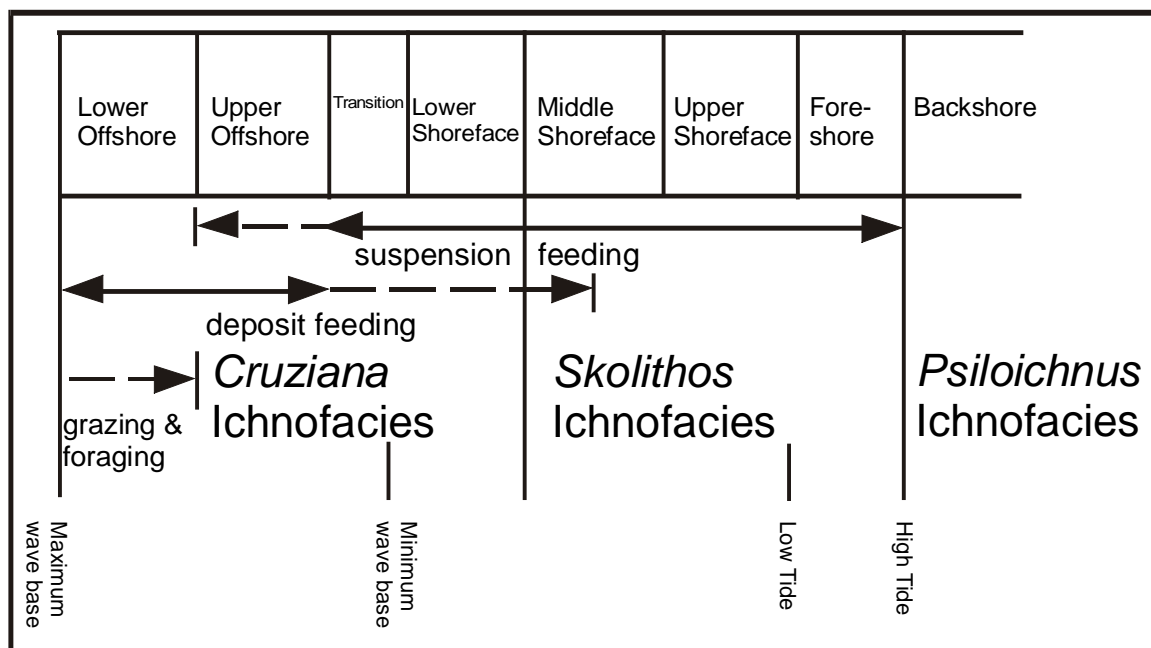 Lower
Offshore
Upper
Offshore
Transition
Lower
Shoreface
Middle
Shoreface
Upper
Shoreface
Fore-
shore
Backshore
suspension feeding
deposit feeding
grazing &
foraging
Cruziana
Ichnofacies
Skolithos
Ichnofacies
Psiloichnus
Ichnofacies
Maximum
wave base
Minimum
wave base
Low Tide
High Tide